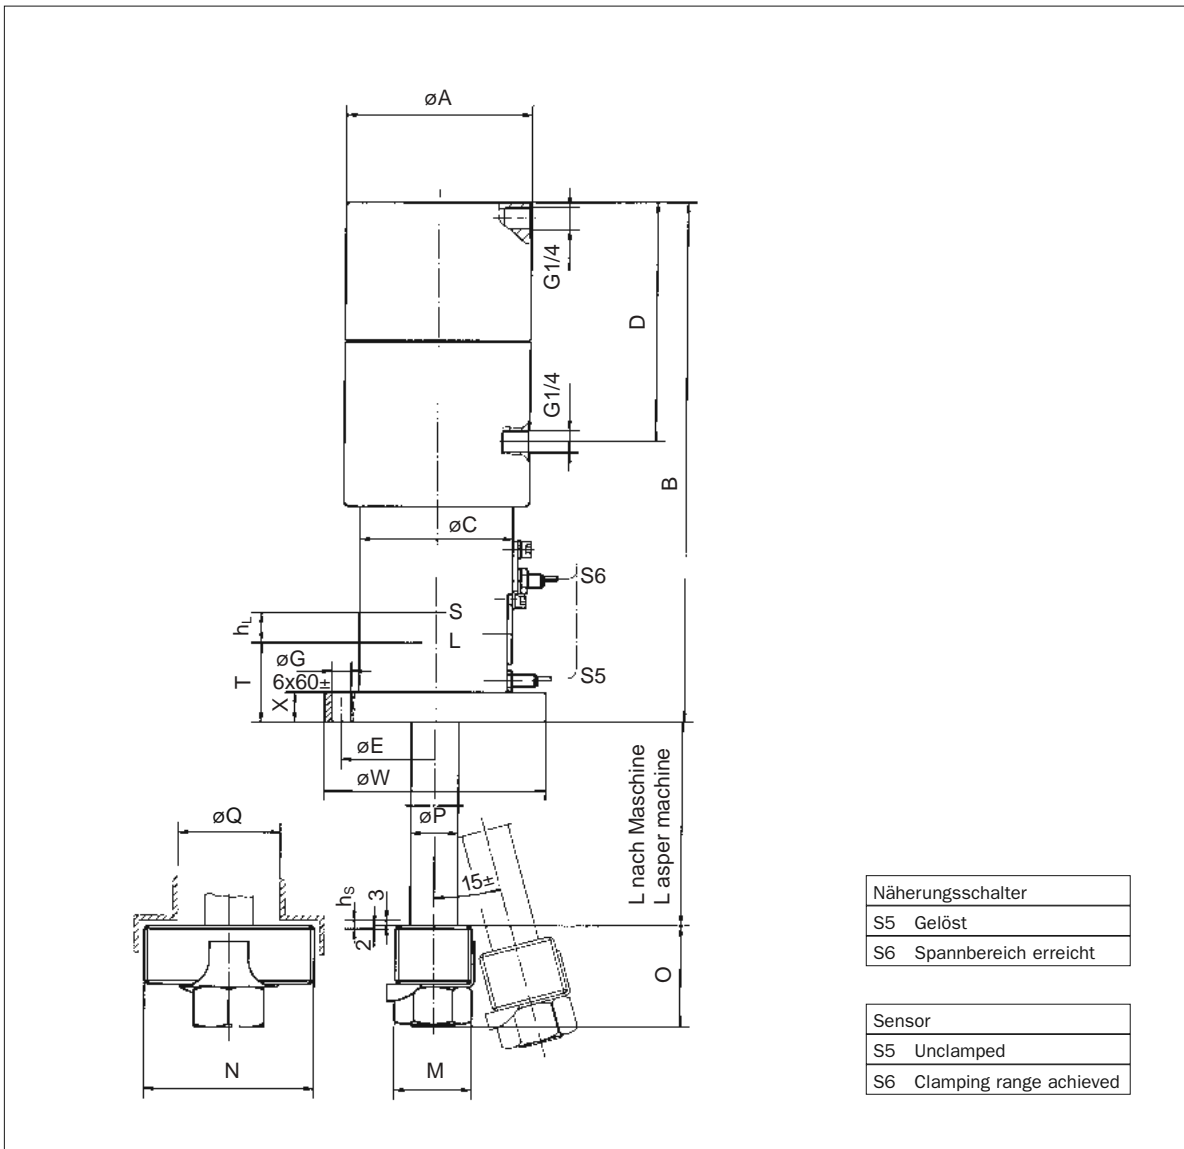 øA
G1/4
D
G1/4
B
øC
S6
S
hL
L
øG
S5
T
6x60±
X
øE
øW
L nach Maschine
L asper machine
øQ
øP
15±
hS
3
2
O
N
M
Näherungsschalter
S5 Gelöst
S6 Spannbereich erreicht
Sensor
S5 Unclamped
S6 Clamping range achieved